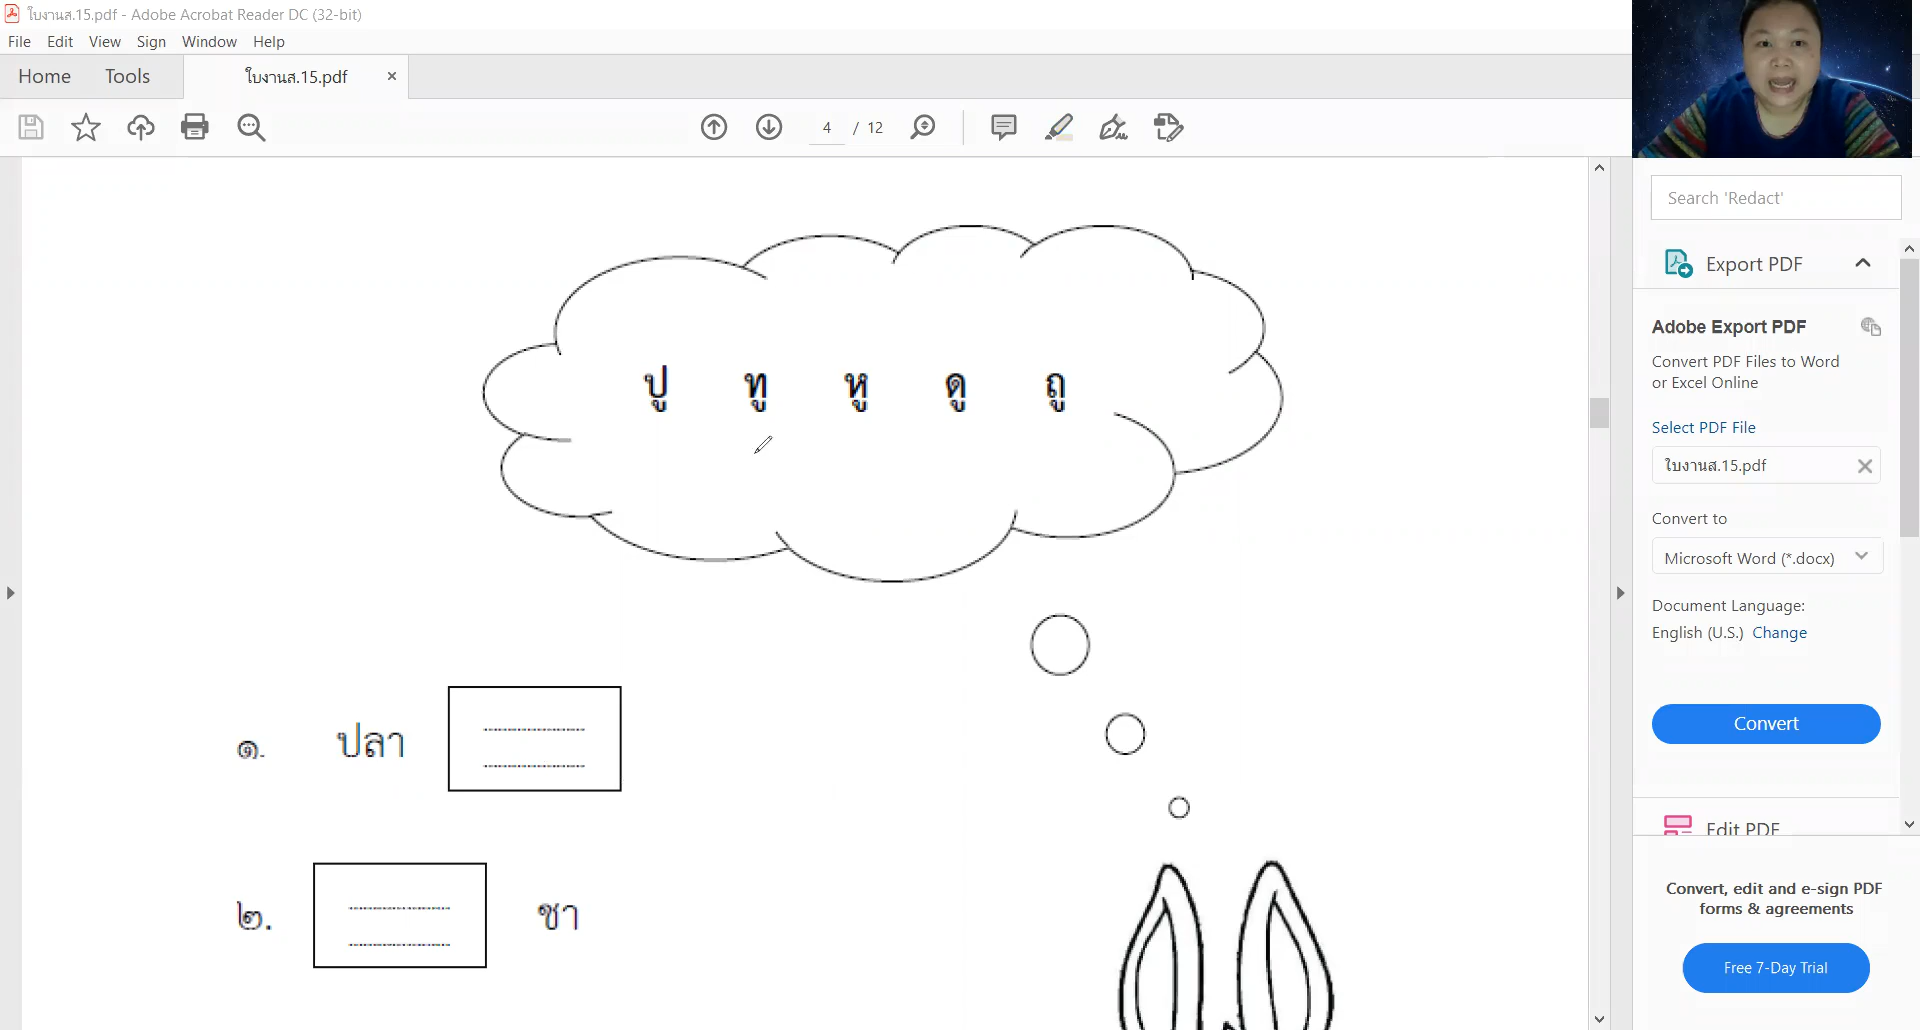 ใบงานส.15.pdf - Adobe Acrobat Reader DC (32-bit)
File Edit View Sign Window Help
Home Tools ใบงานส.15.pdf ×
4 / 12
Search 'Redact'
Export PDF
Adobe Export PDF
Convert PDF Files to Word
or Excel Online
Select PDF File
ใบงานส.15.pdf
Convert to
Microsoft Word (*.docx)
Document Language:
English (U.S.) Change
Convert
Edit PDF
Convert, edit and e-sign PDF
forms & agreements
Free 7-Day Trial
ปู ทู หู ดู ถู
๑. ปลา
๒. ชา